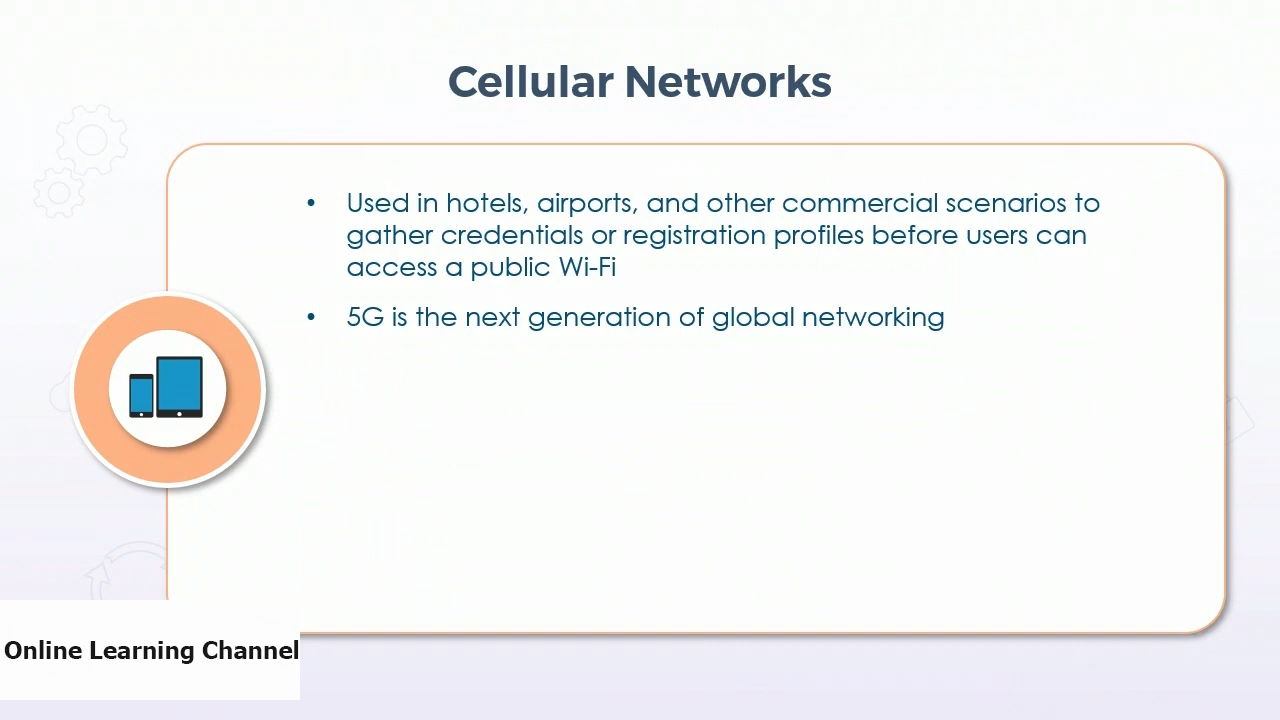 Cellular Networks
• Used in hotels, airports, and other commercial scenarios to
gather credentials or registration profiles before users can
access a public Wi-Fi
• 5G is the next generation of global networking
Online Learning Channel